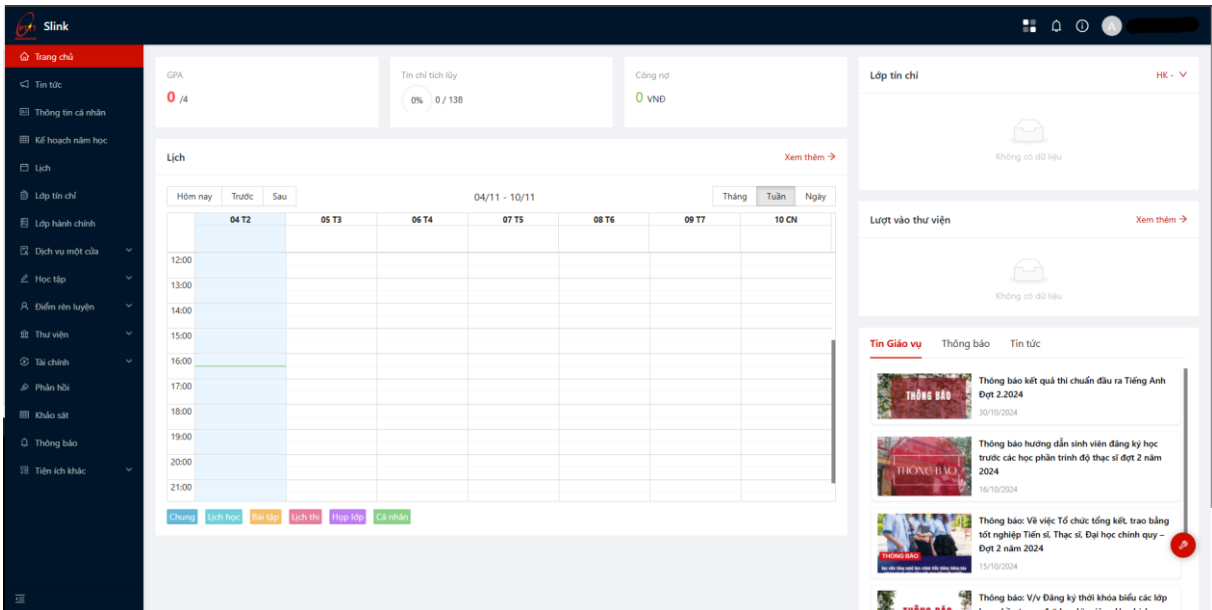 Slink
A
Trang chủ
Tin tức
Thông tin cá nhân
Kế hoạch năm học
Lịch
Lớp tín chỉ
Lớp hành chính
Dịch vụ một cửa
Học tập
Điểm rèn luyện
Thư viện
Tài chính
Phản hồi
Khảo sát
Thông báo
Tiện ích khác
GPA
0 /4
Tín chỉ tích lũy
0% 0 / 138
Công nợ
0 VNĐ
Lịch
Xem thêm
Hôm nay Trước Sau
04/11 - 10/11
Tháng Tuần Ngày
04 T2 05 T3 06 T4 07 T5 08 T6 09 T7 10 CN
12:00
13:00
14:00
15:00
16:00
17:00
18:00
19:00
20:00
21:00
Chung Lịch học Bài tập Lịch thi Họp lớp Cá nhân
Lớp tín chỉ
HK -
Không có dữ liệu
Lượt vào thư viện
Xem thêm
Không có dữ liệu
Tin Giáo vụ Thông báo Tin tức
THÔNG BÁO
Thông báo kết quả thi chuẩn đầu ra Tiếng Anh
Đợt 2.2024
30/10/2024
THÔNG BÁO
Thông báo hướng dẫn sinh viên đăng ký học
trước các học phần trình độ thạc sĩ đợt 2 năm
2024
16/10/2024
THÔNG BÁO
Thông báo: Về việc Tổ chức tổng kết, trao bằng
tốt nghiệp Tiến sĩ, Thạc sĩ, Đại học chính quy –
Đợt 2 năm 2024
15/10/2024
Thông báo: V/v Đăng ký thời khóa biểu các lớp